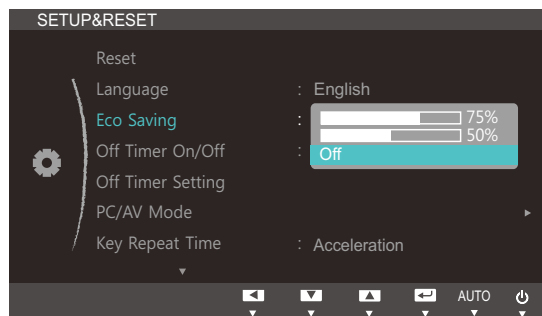 SETUP&RESET
Reset
Language : English
Eco Saving :
75%
50%
Off Timer On/Off : Off
Off Timer Setting
PC/AV Mode
Key Repeat Time : Acceleration
AUTO